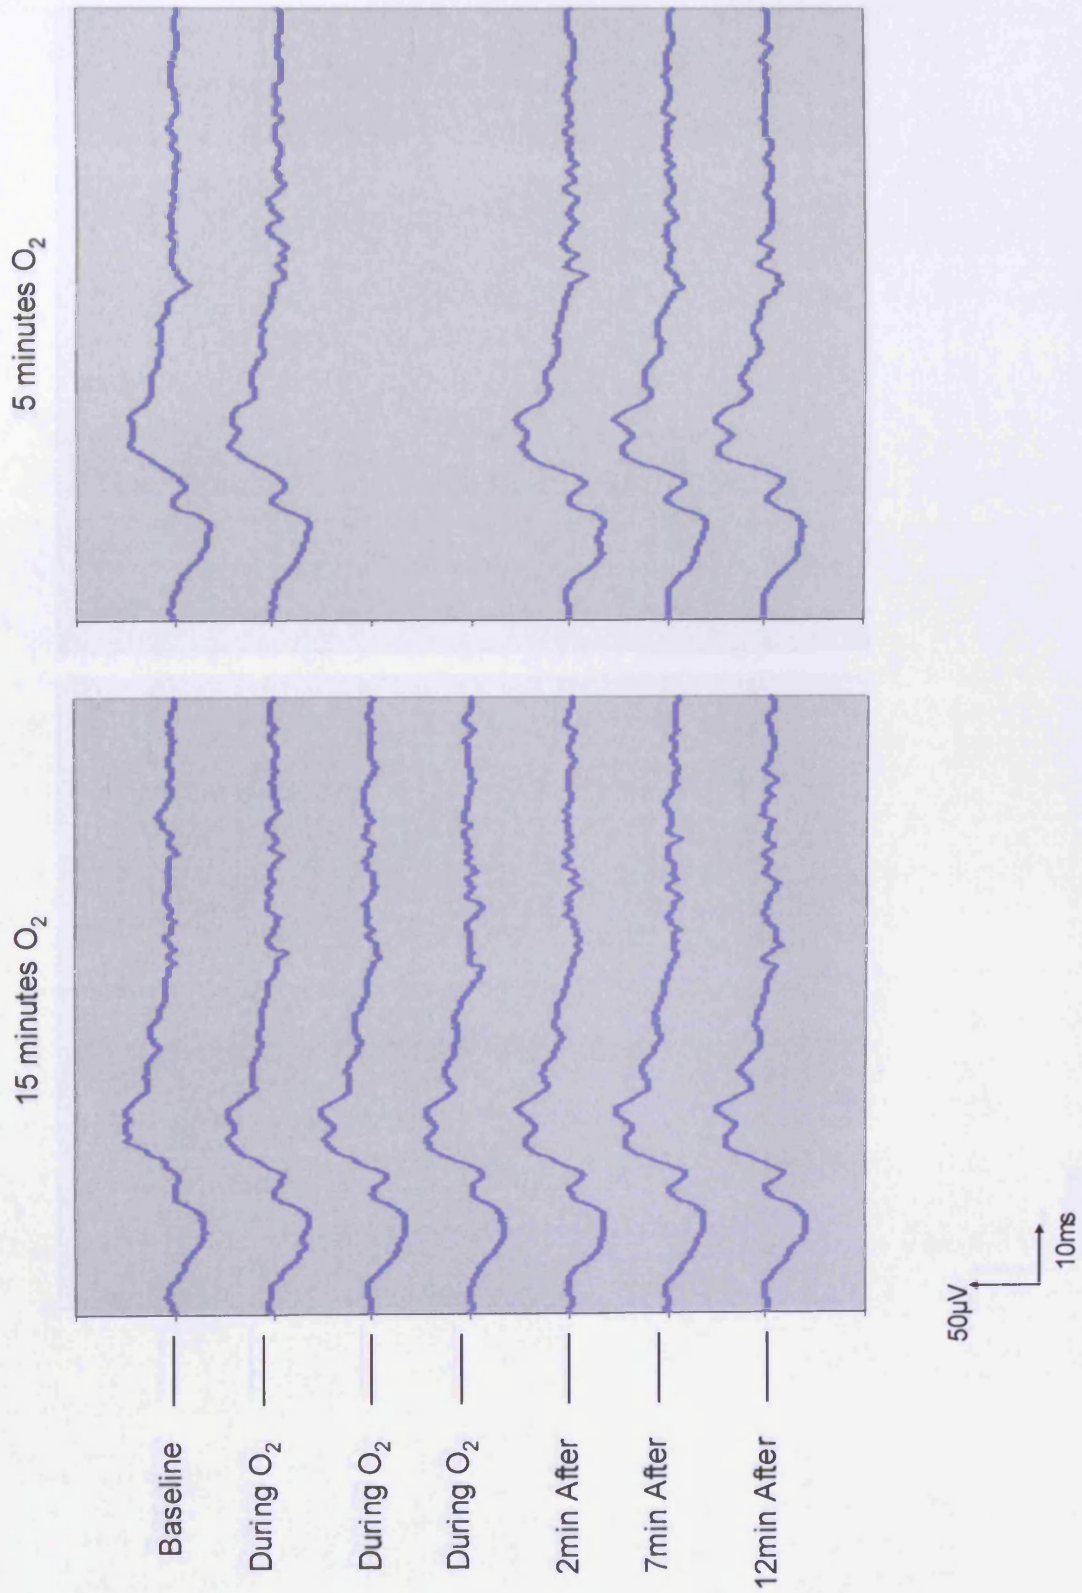 15 minutes O₂
5 minutes O₂
Baseline
During O₂
During O₂
During O₂
2min After
7min After
12min After
50µV
10ms